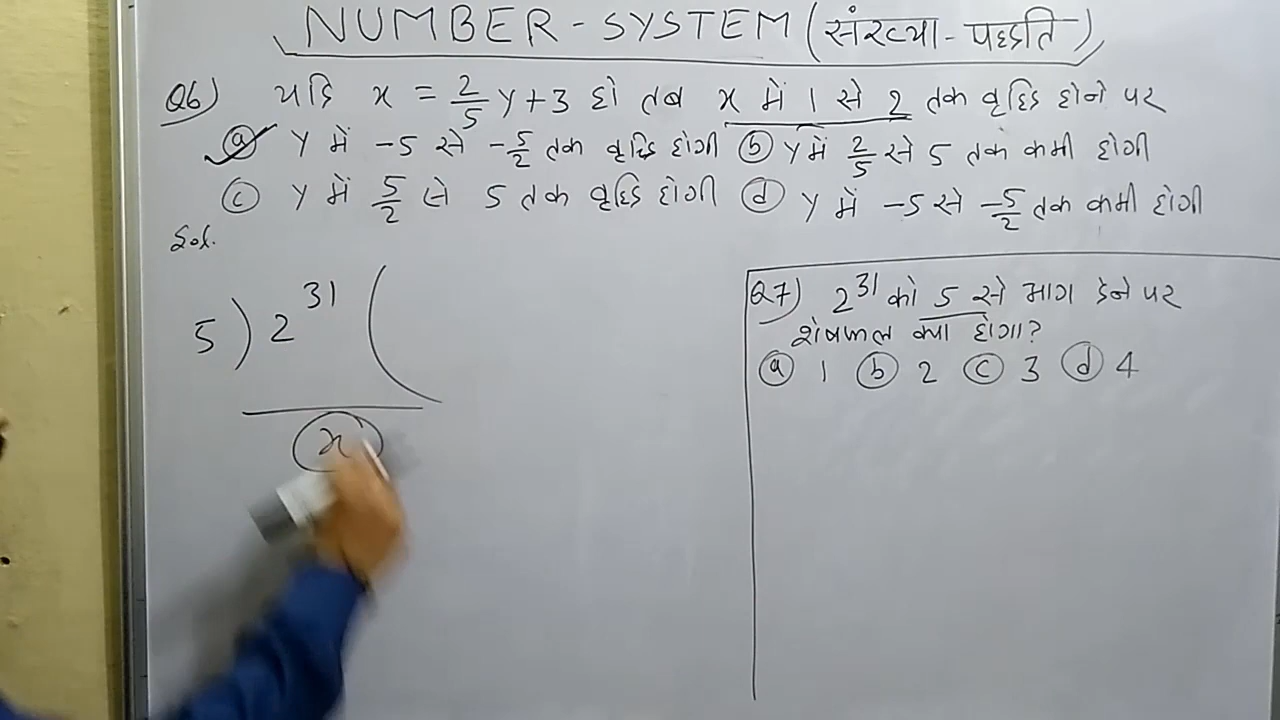 NUMBER - SYSTEM (संख्या - पद्धति)
Q6) यदि x = 2/5 y + 3 हो तब x में 1 से 2 तक वृद्धि होने पर
(a) y में -5 से -5/2 तक वृद्धि होगी (b) y में 2/5 से 5 तक कमी होगी
(c) y में 5/2 से 5 तक वृद्धि होगी (d) y में -5 से -5/2 तक कमी होगी
Sol.
5 ) 2^31 (
x
Q7) 2^31 को 5 से भाग देने पर
शेषफल क्या होगा?
(a) 1 (b) 2 (c) 3 (d) 4